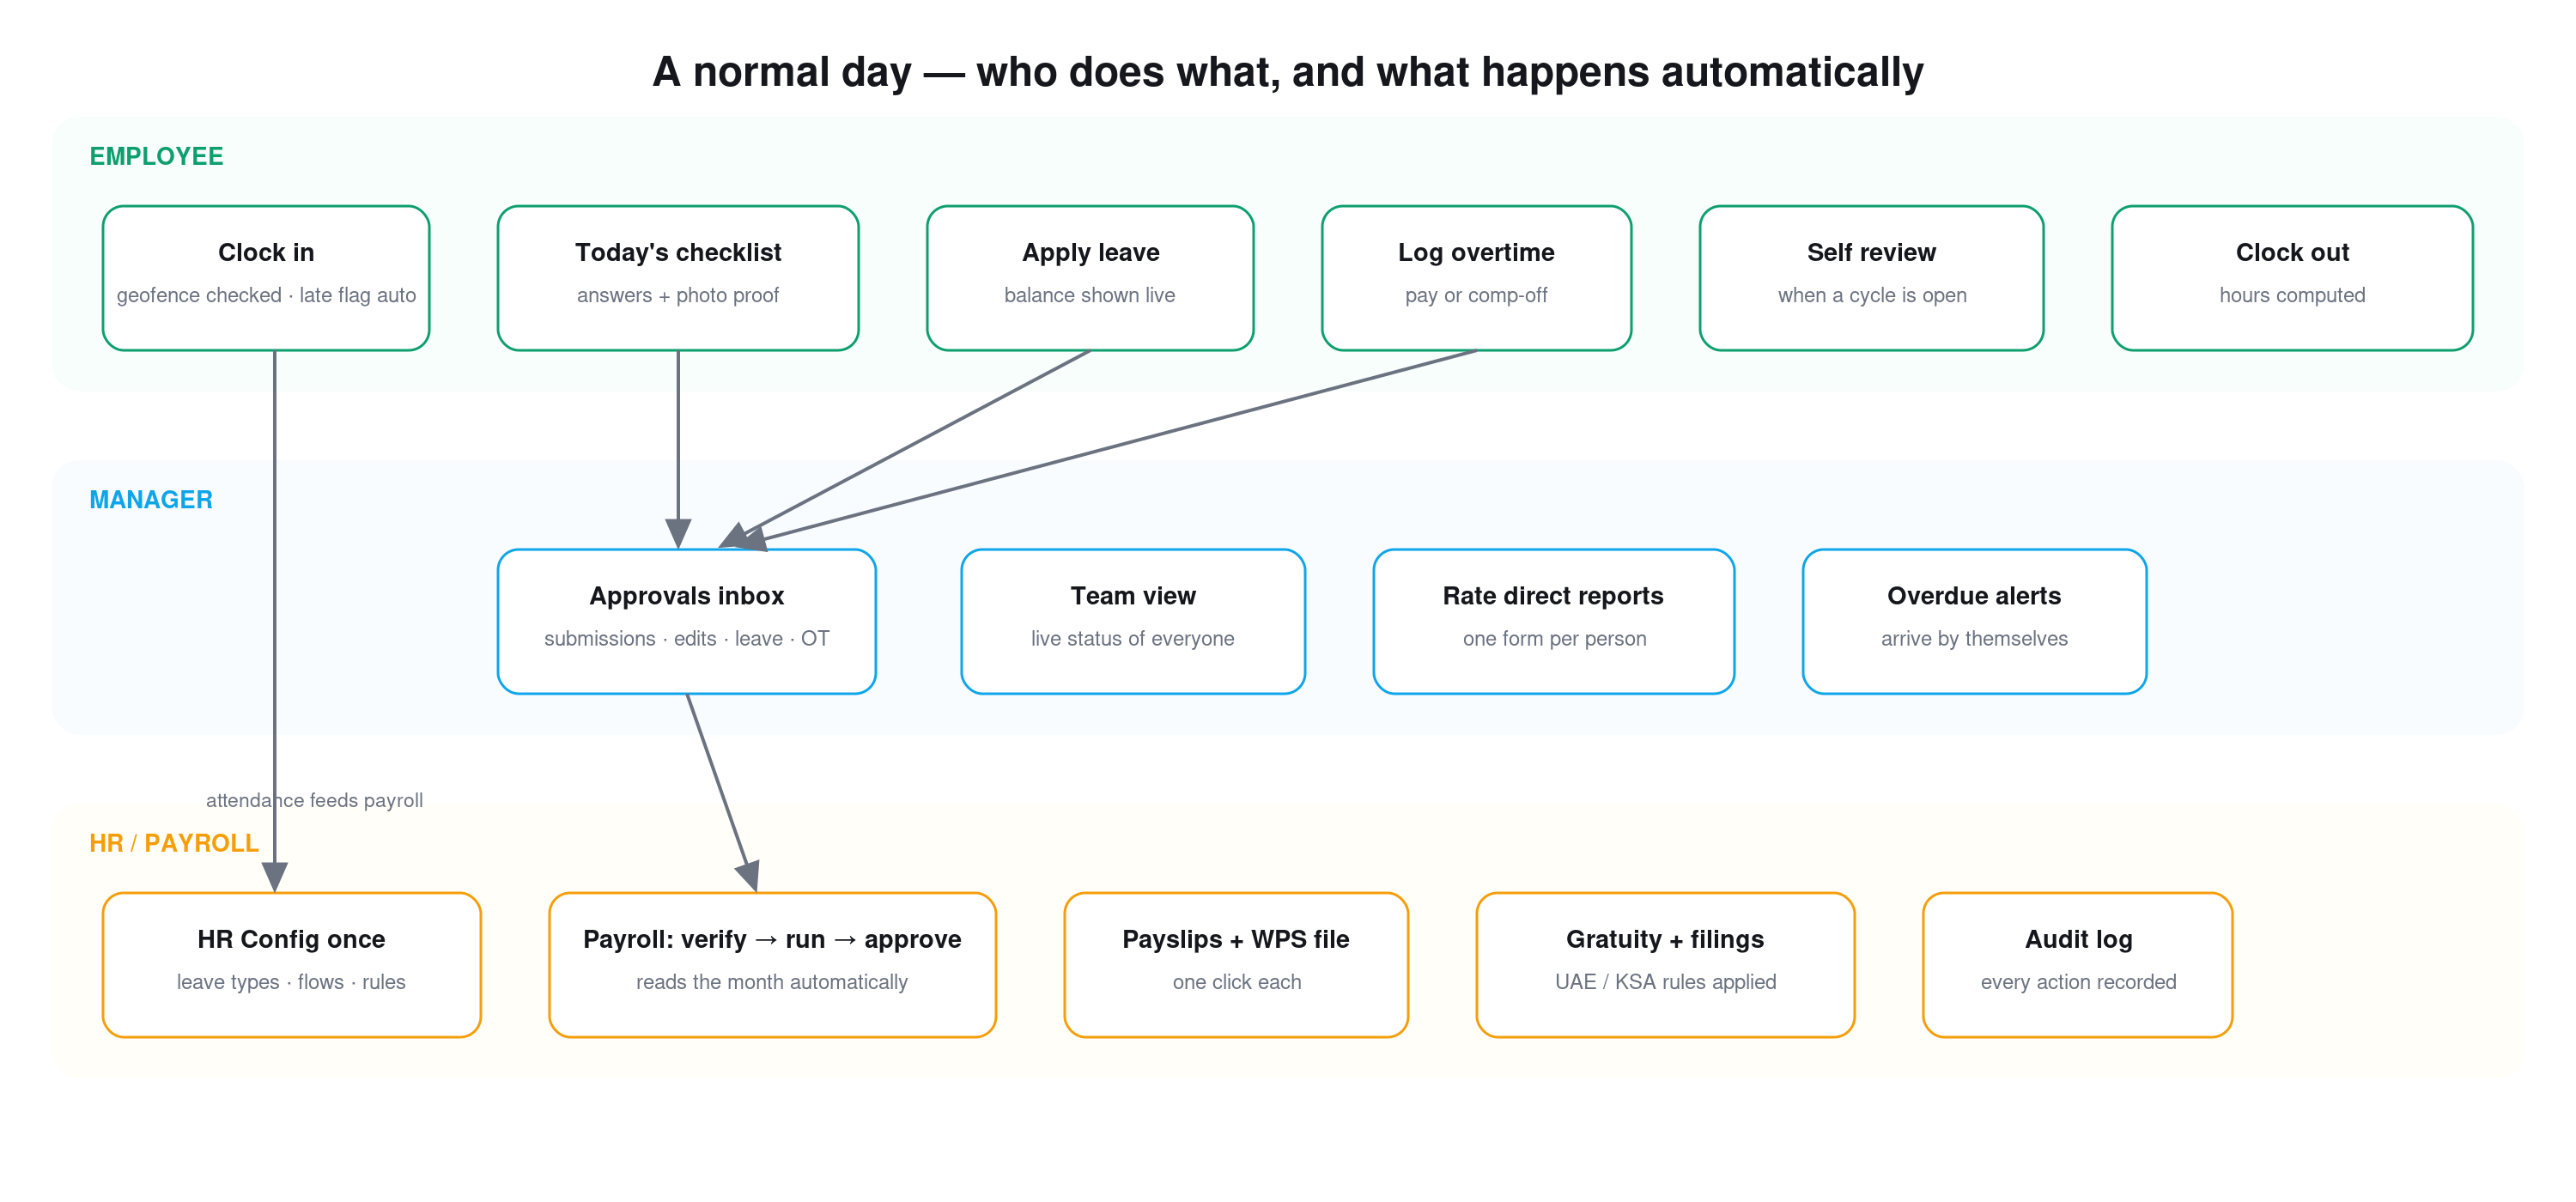 A normal day — who does what, and what happens automatically
EMPLOYEE
Clock in
geofence checked · late flag auto
Today's checklist
answers + photo proof
Apply leave
balance shown live
Log overtime
pay or comp-off
Self review
when a cycle is open
Clock out
hours computed
MANAGER
Approvals inbox
submissions · edits · leave · OT
Team view
live status of everyone
Rate direct reports
one form per person
Overdue alerts
arrive by themselves
attendance feeds payroll
HR / PAYROLL
HR Config once
leave types · flows · rules
Payroll: verify → run → approve
reads the month automatically
Payslips + WPS file
one click each
Gratuity + filings
UAE / KSA rules applied
Audit log
every action recorded